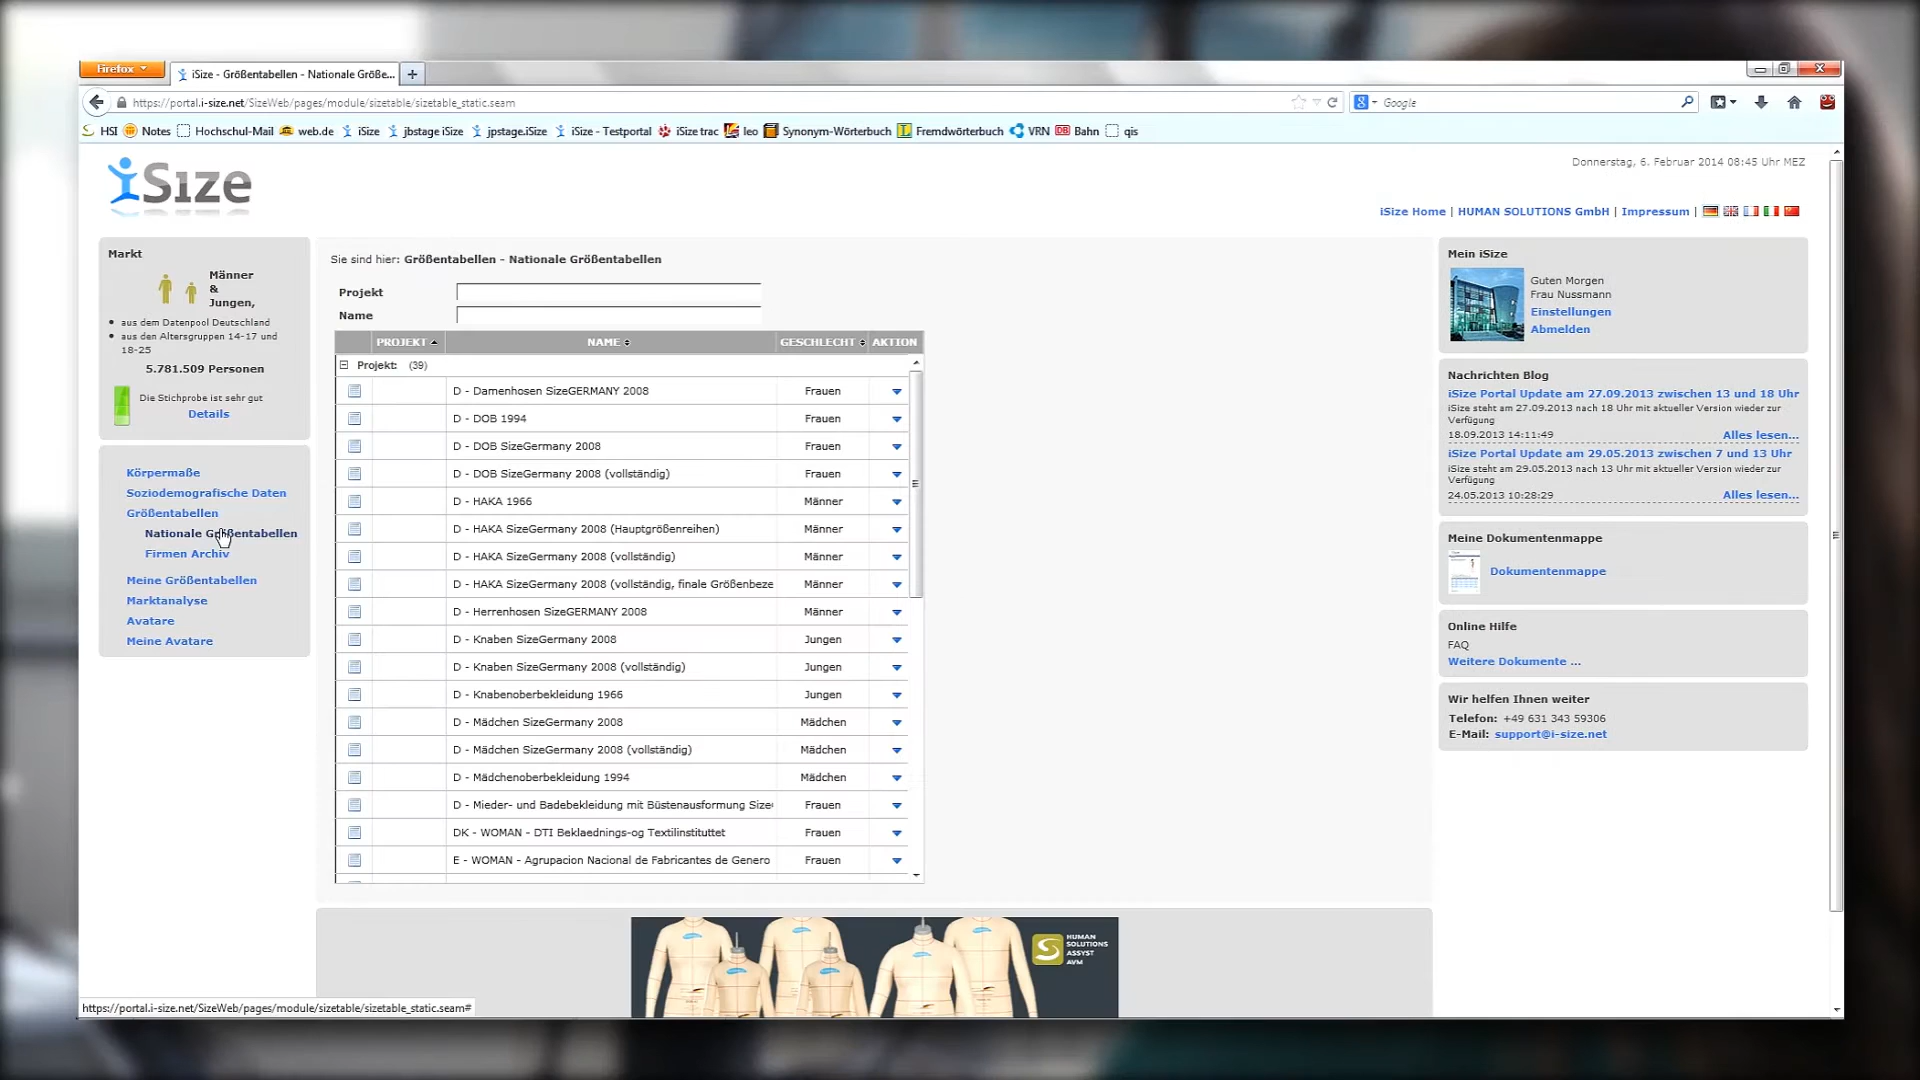 Firefox
iSize - Größentabellen - Nationale Größe...
https://portal.i-size.net/SizeWeb/pages/module/sizetable/sizetable_static.seam
Google
HSI Notes Hochschul-Mail web.de iSize jbstage iSize jpstage.iSize iSize - Testportal iSize trac leo Synonym-Wörterbuch Fremdwörterbuch VRN DB Bahn qis
iSize
Donnerstag, 6. Februar 2014 08:45 Uhr MEZ
iSize Home | HUMAN SOLUTIONS GmbH | Impressum |
Markt
Männer
&
Jungen,
aus dem Datenpool Deutschland
aus den Altersgruppen 14-17 und
18-25
5.781.509 Personen
Die Stichprobe ist sehr gut
Details
Körpermaße
Soziodemografische Daten
Größentabellen
Nationale Größentabellen
Firmen Archiv
Meine Größentabellen
Marktanalyse
Avatare
Meine Avatare
Sie sind hier: Größentabellen - Nationale Größentabellen
Projekt
Name
PROJEKT NAME GESCHLECHT AKTION
Projekt: (39)
D - Damenhosen SizeGERMANY 2008 Frauen
D - DOB 1994 Frauen
D - DOB SizeGermany 2008 Frauen
D - DOB SizeGermany 2008 (vollständig) Frauen
D - HAKA 1966 Männer
D - HAKA SizeGermany 2008 (Hauptgrößenreihen) Männer
D - HAKA SizeGermany 2008 (vollständig) Männer
D - HAKA SizeGermany 2008 (vollständig, finale Größenbeze Männer
D - Herrenhosen SizeGERMANY 2008 Männer
D - Knaben SizeGermany 2008 Jungen
D - Knaben SizeGermany 2008 (vollständig) Jungen
D - Knabenoberbekleidung 1966 Jungen
D - Mädchen SizeGermany 2008 Mädchen
D - Mädchen SizeGermany 2008 (vollständig) Mädchen
D - Mädchenoberbekleidung 1994 Mädchen
D - Mieder- und Badebekleidung mit Büstenausformung Size Frauen
DK - WOMAN - DTI Beklaednings-og Textilinstituttet Frauen
E - WOMAN - Agrupacion Nacional de Fabricantes de Genero Frauen
Mein iSize
Guten Morgen
Frau Nussmann
Einstellungen
Abmelden
Nachrichten Blog
iSize Portal Update am 27.09.2013 zwischen 13 und 18 Uhr
iSize steht am 27.09.2013 nach 18 Uhr mit aktueller Version wieder zur
Verfügung
18.09.2013 14:11:49 Alles lesen...
iSize Portal Update am 29.05.2013 zwischen 7 und 13 Uhr
iSize steht am 29.05.2013 nach 13 Uhr mit aktueller Version wieder zur
Verfügung
24.05.2013 10:28:29 Alles lesen...
Meine Dokumentenmappe
Dokumentenmappe
Online Hilfe
FAQ
Weitere Dokumente ...
Wir helfen Ihnen weiter
Telefon: +49 631 343 59306
E-Mail: support@i-size.net
HUMAN
SOLUTIONS
ASSYST
AVM
https://portal.i-size.net/SizeWeb/pages/module/sizetable/sizetable_static.seam#